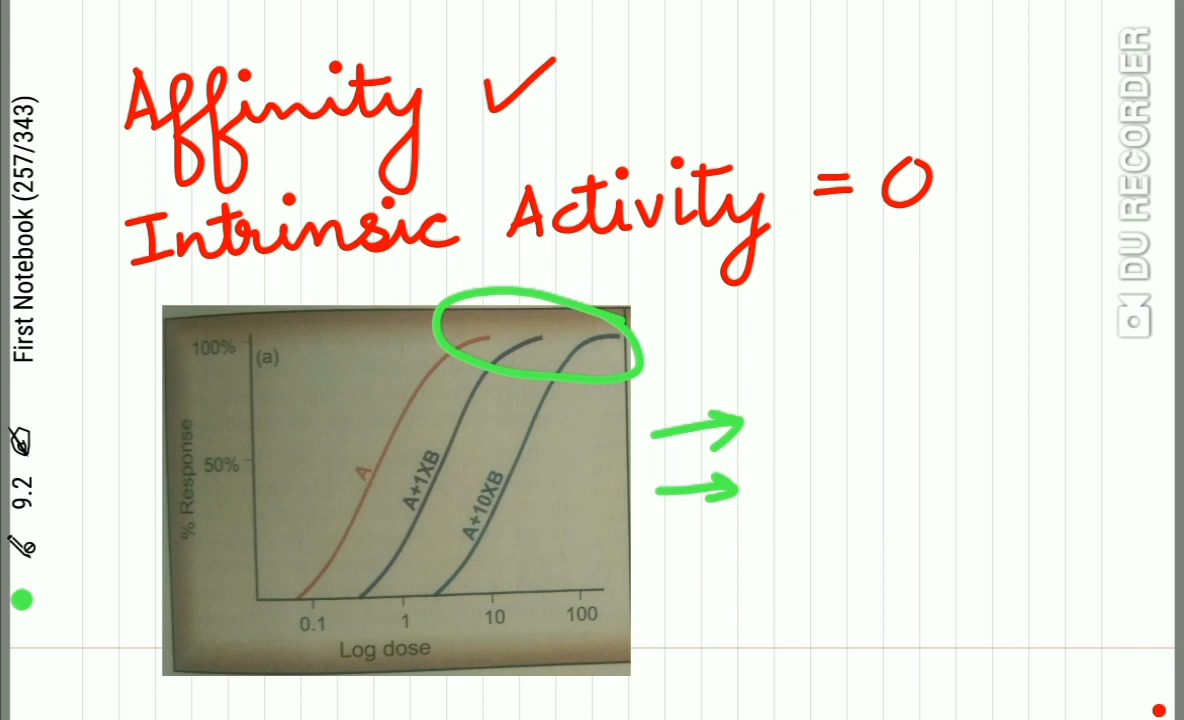 Affinity ✓
Intrinsic Activity = 0
100%
(a)
50%
% Response
A
A+1XB
A+10XB
0.1
1
10
100
Log dose
First Notebook (257/343)
9.2
DU RECORDER